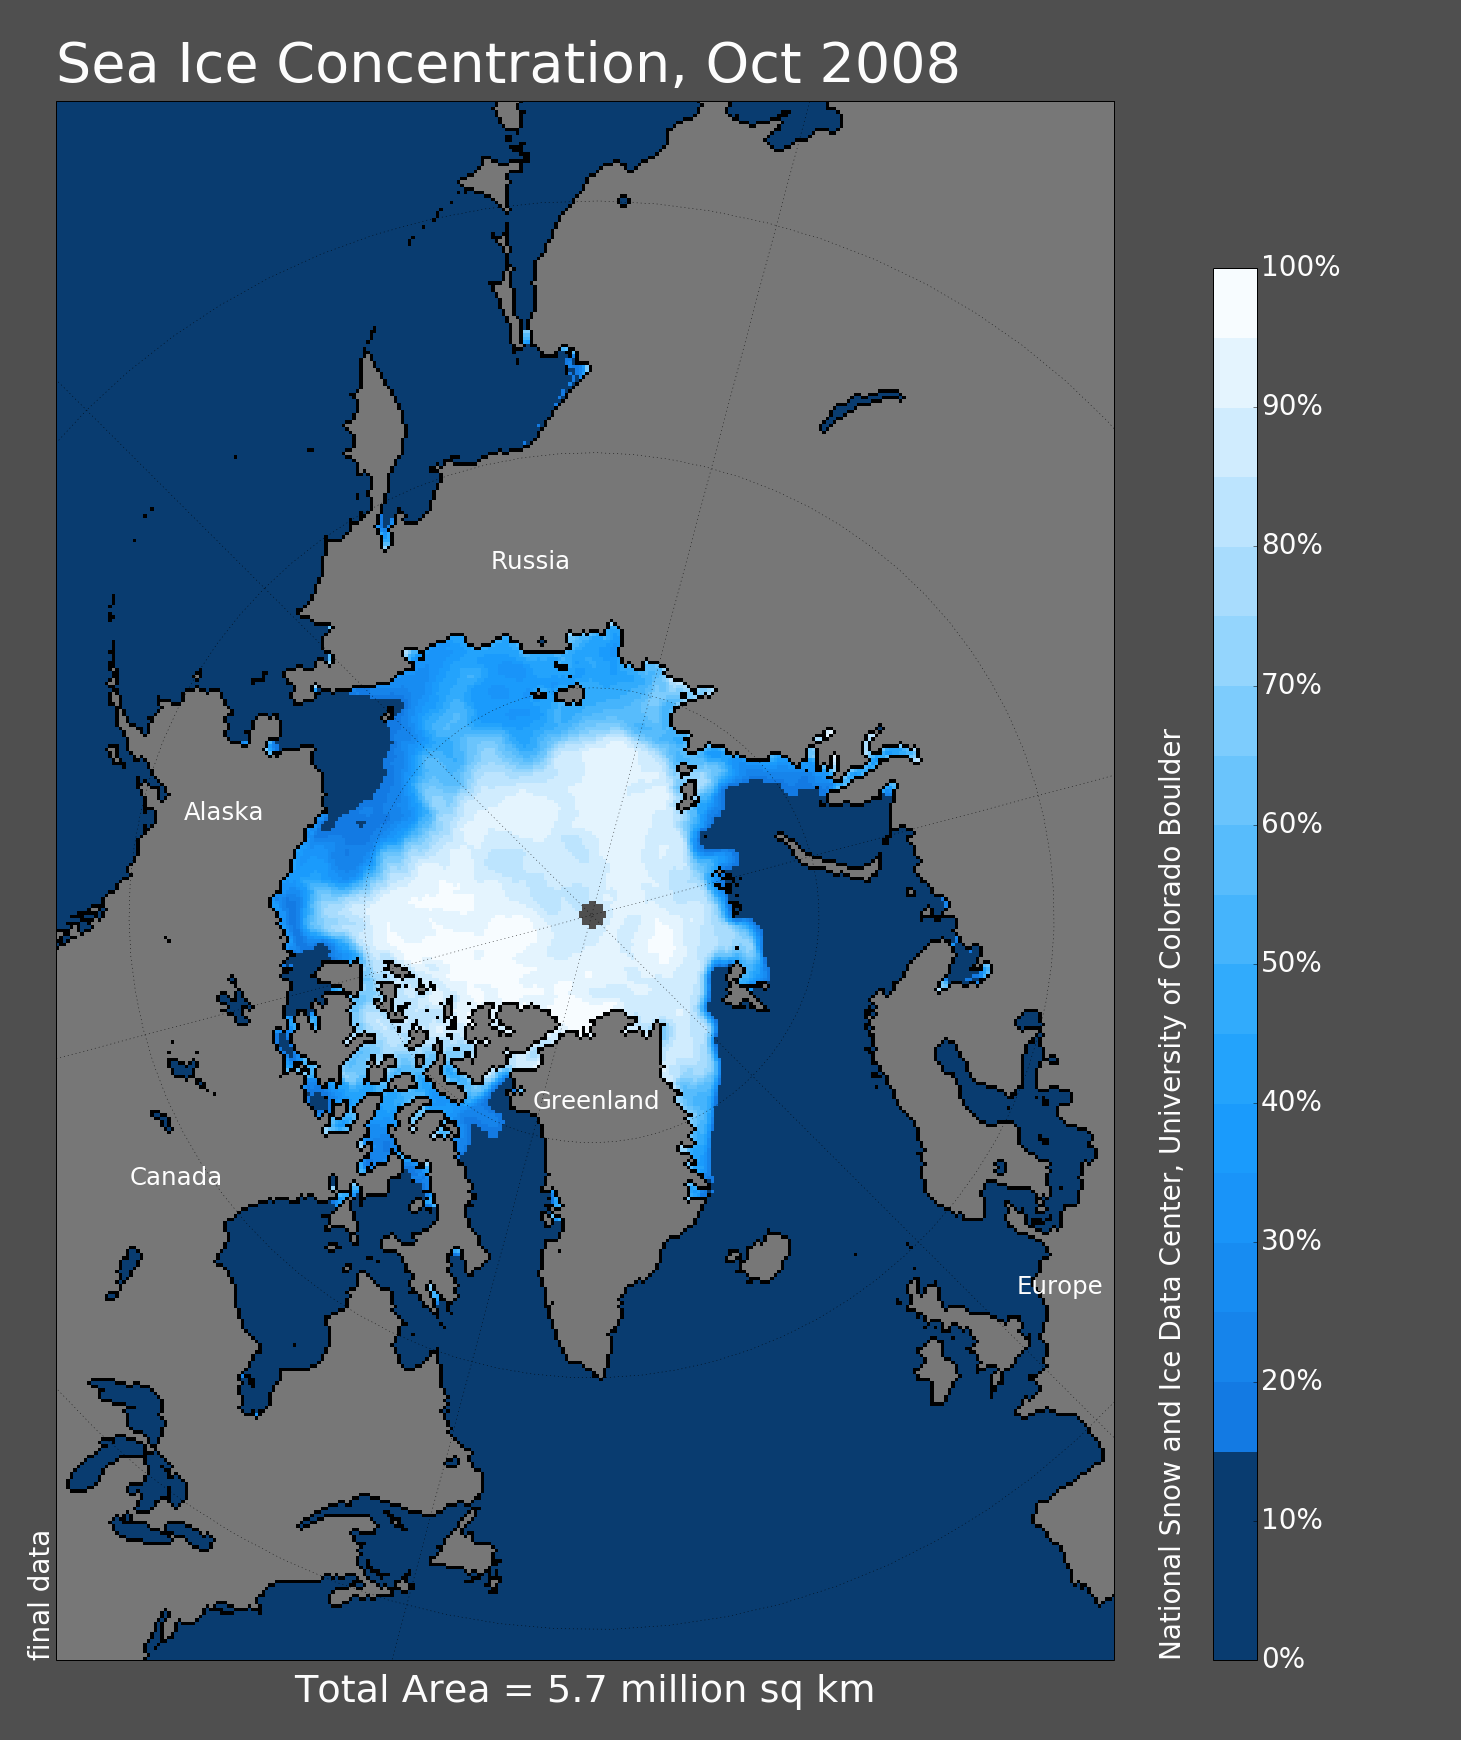 Sea Ice Concentration, Oct 2008
Russia
Alaska
Greenland
Canada
Europe
100%
90%
80%
70%
60%
50%
40%
30%
20%
10%
0%
National Snow and Ice Data Center, University of Colorado Boulder
final data
Total Area = 5.7 million sq km